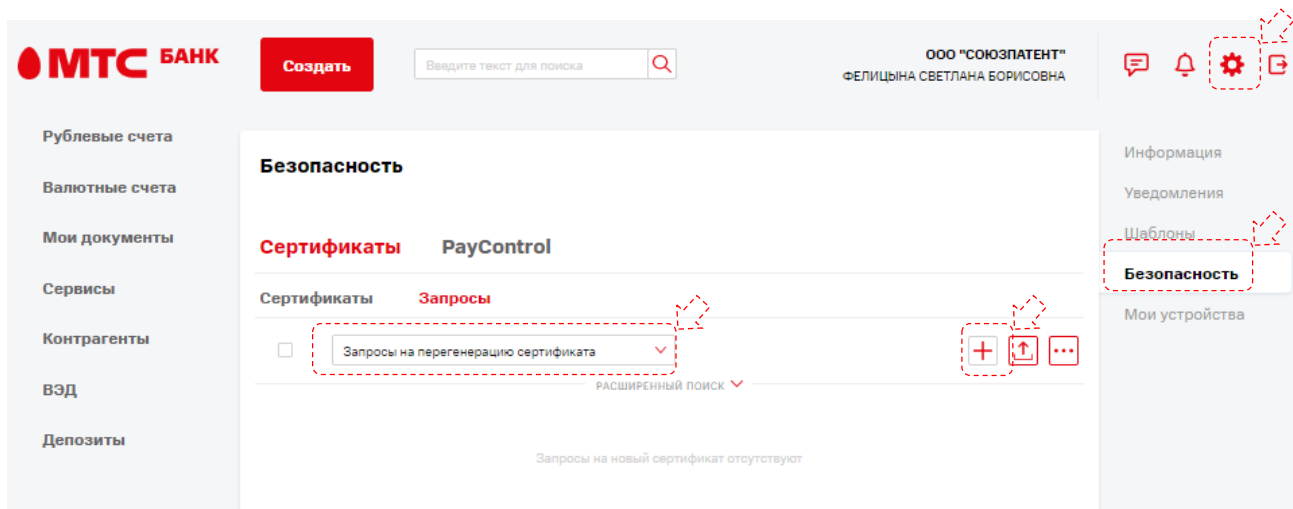 МТС БАНК
Создать
Введите текст для поиска
ООО "СОЮЗПАТЕНТ"
ФЕЛИЦЫНА СВЕТЛАНА БОРИСОВНА
Рублевые счета
Валютные счета
Мои документы
Сервисы
Контрагенты
ВЭД
Депозиты
Безопасность
Сертификаты PayControl
Сертификаты Запросы
Запросы на перегенерацию сертификата
РАСШИРЕННЫЙ ПОИСК
Запросы на новый сертификат отсутствуют
Информация
Уведомления
Шаблоны
Безопасность
Мои устройства